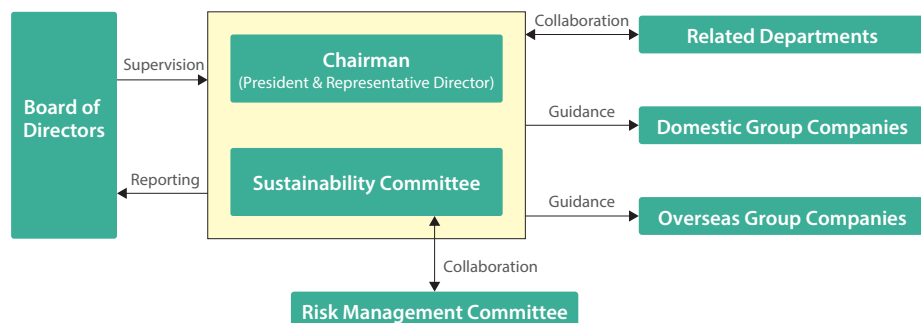 Collaboration
Related Departments
Chairman
(President & Representative Director)
Supervision
Board of
Directors
Guidance
Domestic Group Companies
Reporting
Sustainability Committee
Guidance
Overseas Group Companies
Collaboration
Risk Management Committee